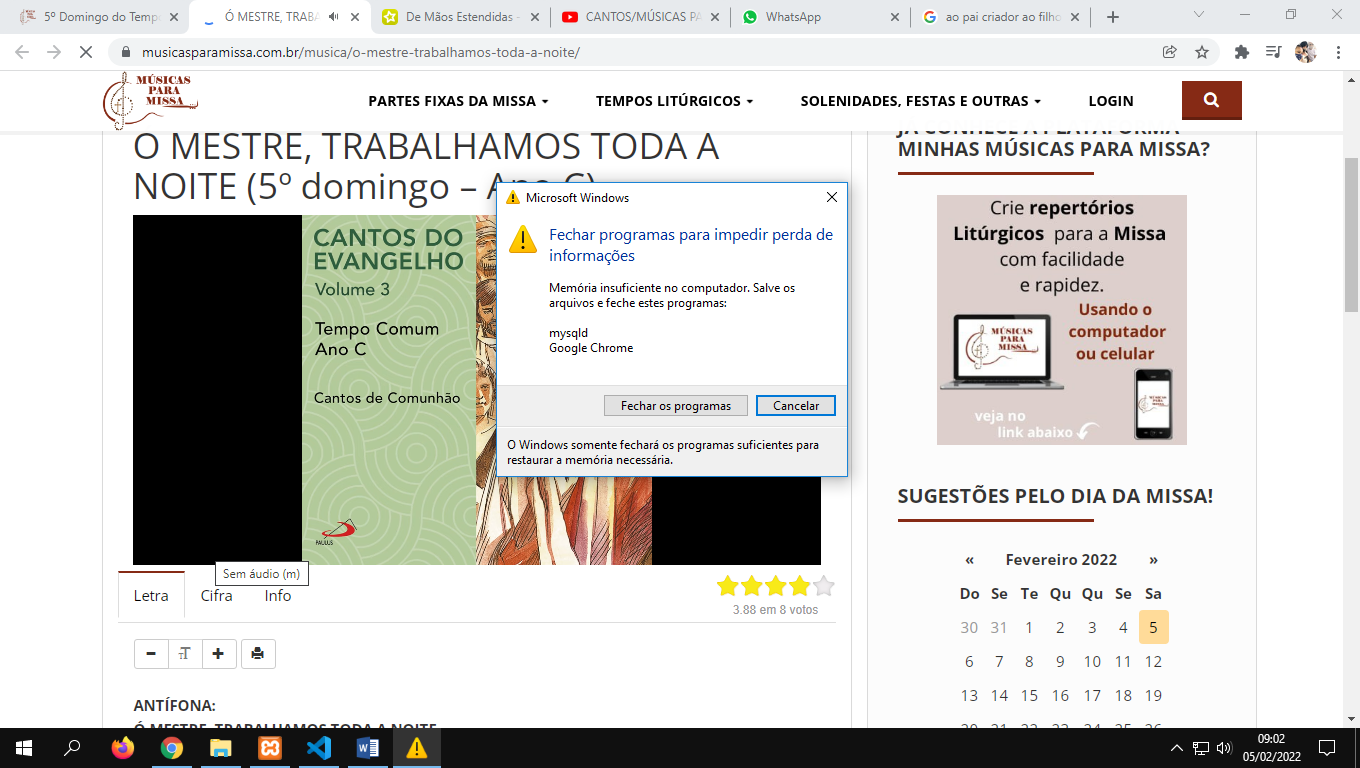 5º Domingo do Temp
Ó MESTRE, TRABA
De Mãos Estendidas -
CANTOS/MÚSICAS PA
WhatsApp
ao pai criador ao filho
musicasparamissa.com.br/musica/o-mestre-trabalhamos-toda-a-noite/
MÚSICAS
PARA
MISSA
PARTES FIXAS DA MISSA
TEMPOS LITÚRGICOS
SOLENIDADES, FESTAS E OUTRAS
LOGIN
Ó MESTRE, TRABALHAMOS TODA A
NOITE (5º domingo – Ano C)
CANTOS DO
EVANGELHO
Volume 3
Tempo Comum
Ano C
Cantos de Comunhão
PAULUS
Microsoft Windows
Fechar programas para impedir perda de
informações
Memória insuficiente no computador. Salve os
arquivos e feche estes programas:
mysqld
Google Chrome
Fechar os programas
Cancelar
O Windows somente fechará os programas suficientes para
restaurar a memória necessária.
Sem áudio (m)
Letra
Cifra
Info
3.88 em 8 votos
ANTÍFONA:
Ó MESTRE, TRABALHAMOS TODA A NOITE
JÁ CONHECE A PLATAFORMA
MINHAS MÚSICAS PARA MISSA?
Crie repertórios
Litúrgicos para a Missa
com facilidade
e rapidez.
Usando o
computador
ou celular
MÚSICAS
PARA
MISSA
veja no
link abaixo
SUGESTÕES PELO DIA DA MISSA!
« Fevereiro 2022 »
Do Se Te Qu Qu Se Sa
30 31 1 2 3 4 5
6 7 8 9 10 11 12
13 14 15 16 17 18 19
20 21 22 23 24 25 26
09:02
05/02/2022